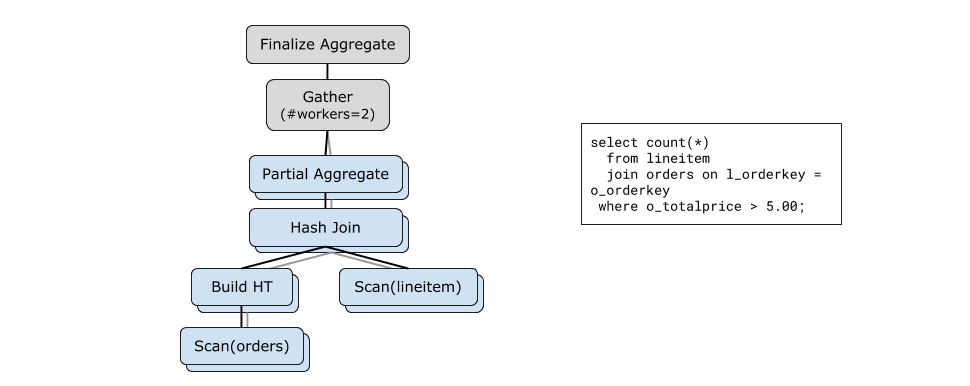 Finalize Aggregate
Gather
(#workers=2)
Partial Aggregate
Hash Join
Build HT
Scan(lineitem)
Scan(orders)
select count(*)
  from lineitem
  join orders on l_orderkey =
o_orderkey
 where o_totalprice > 5.00;